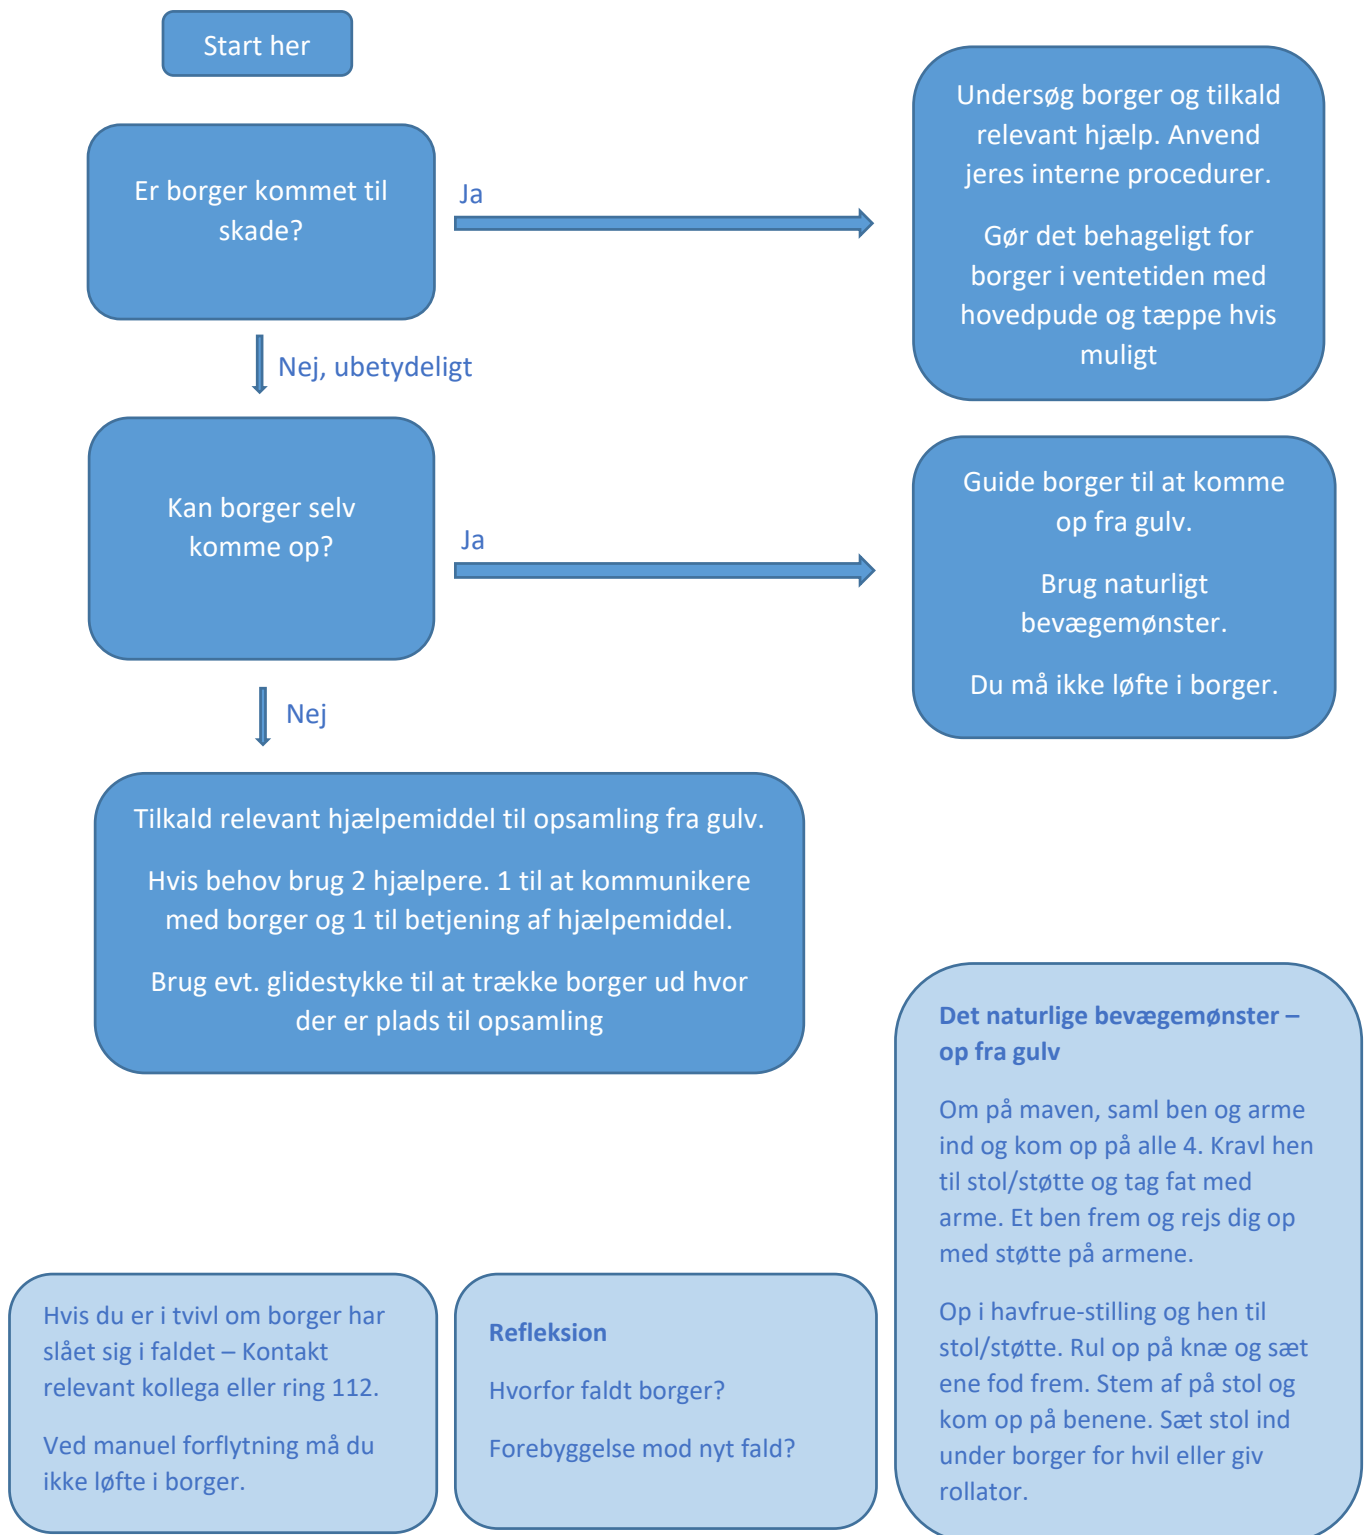 Start her
Er borger kommet til
skade?
Ja
Undersøg borger og tilkald
relevant hjælp. Anvend
jeres interne procedurer.
Gør det behageligt for
borger i ventetiden med
hovedpude og tæppe hvis
muligt
Nej, ubetydeligt
Kan borger selv
komme op?
Ja
Guide borger til at komme
op fra gulv.
Brug naturligt
bevægemønster.
Du må ikke løfte i borger.
Nej
Tilkald relevant hjælpemiddel til opsamling fra gulv.
Hvis behov brug 2 hjælpere. 1 til at kommunikere
med borger og 1 til betjening af hjælpemiddel.
Brug evt. glidestykke til at trække borger ud hvor
der er plads til opsamling
Det naturlige bevægemønster –
op fra gulv
Om på maven, saml ben og arme
ind og kom op på alle 4. Kravl hen
til stol/støtte og tag fat med
arme. Et ben frem og rejs dig op
med støtte på armene.
Op i havfrue-stilling og hen til
stol/støtte. Rul op på knæ og sæt
ene fod frem. Stem af på stol og
kom op på benene. Sæt stol ind
under borger for hvil eller giv
rollator.
Hvis du er i tvivl om borger har
slået sig i faldet – Kontakt
relevant kollega eller ring 112.
Ved manuel forflytning må du
ikke løfte i borger.
Refleksion
Hvorfor faldt borger?
Forebyggelse mod nyt fald?